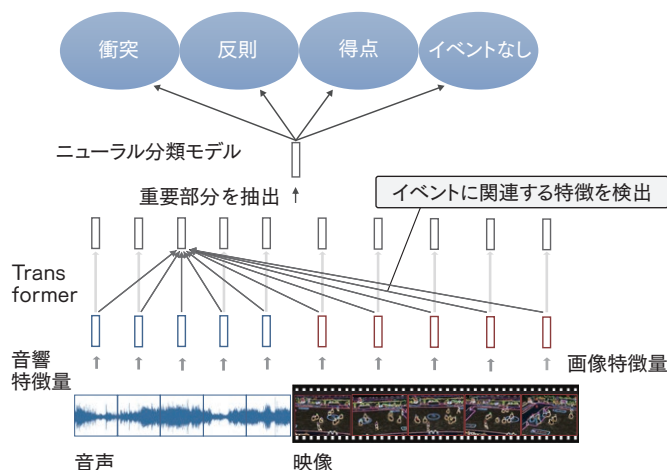 衝突
反則
得点
イベントなし
ニューラル分類モデル
重要部分を抽出
イベントに関連する特徴を検出
Trans
former
音響
特徴量
画像特徴量
音声
映像